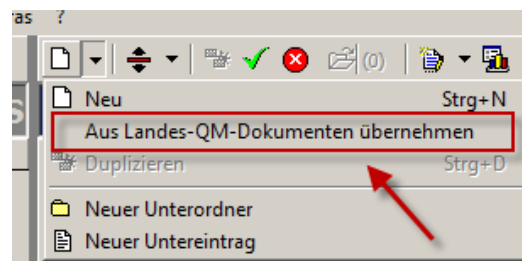 ras ?
(0)
Neu Strg+N
Aus Landes-QM-Dokumenten übernehmen
Duplizieren Strg+D
Neuer Unterordner
Neuer Untereintrag